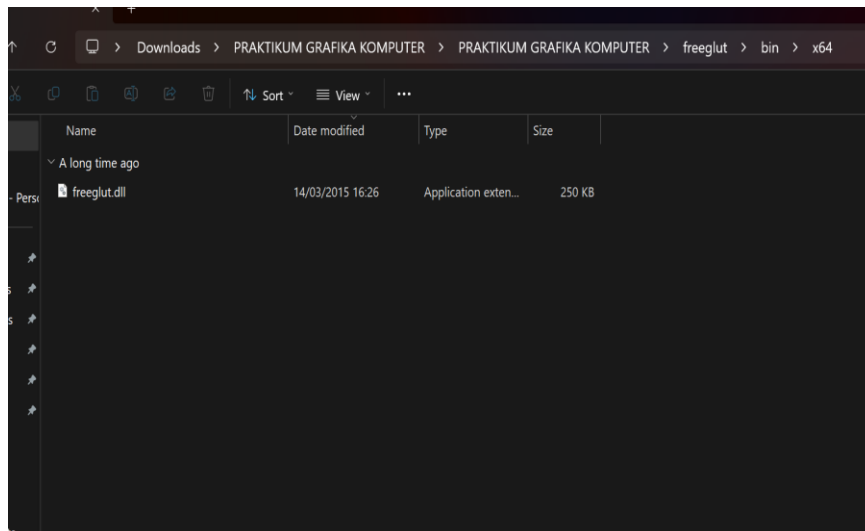 Downloads > PRAKTIKUM GRAFIKA KOMPUTER > PRAKTIKUM GRAFIKA KOMPUTER > freeglut > bin > x64
Sort View ...
Name Date modified Type Size
A long time ago
freeglut.dll 14/03/2015 16:26 Application exten... 250 KB
- Perso
s
s